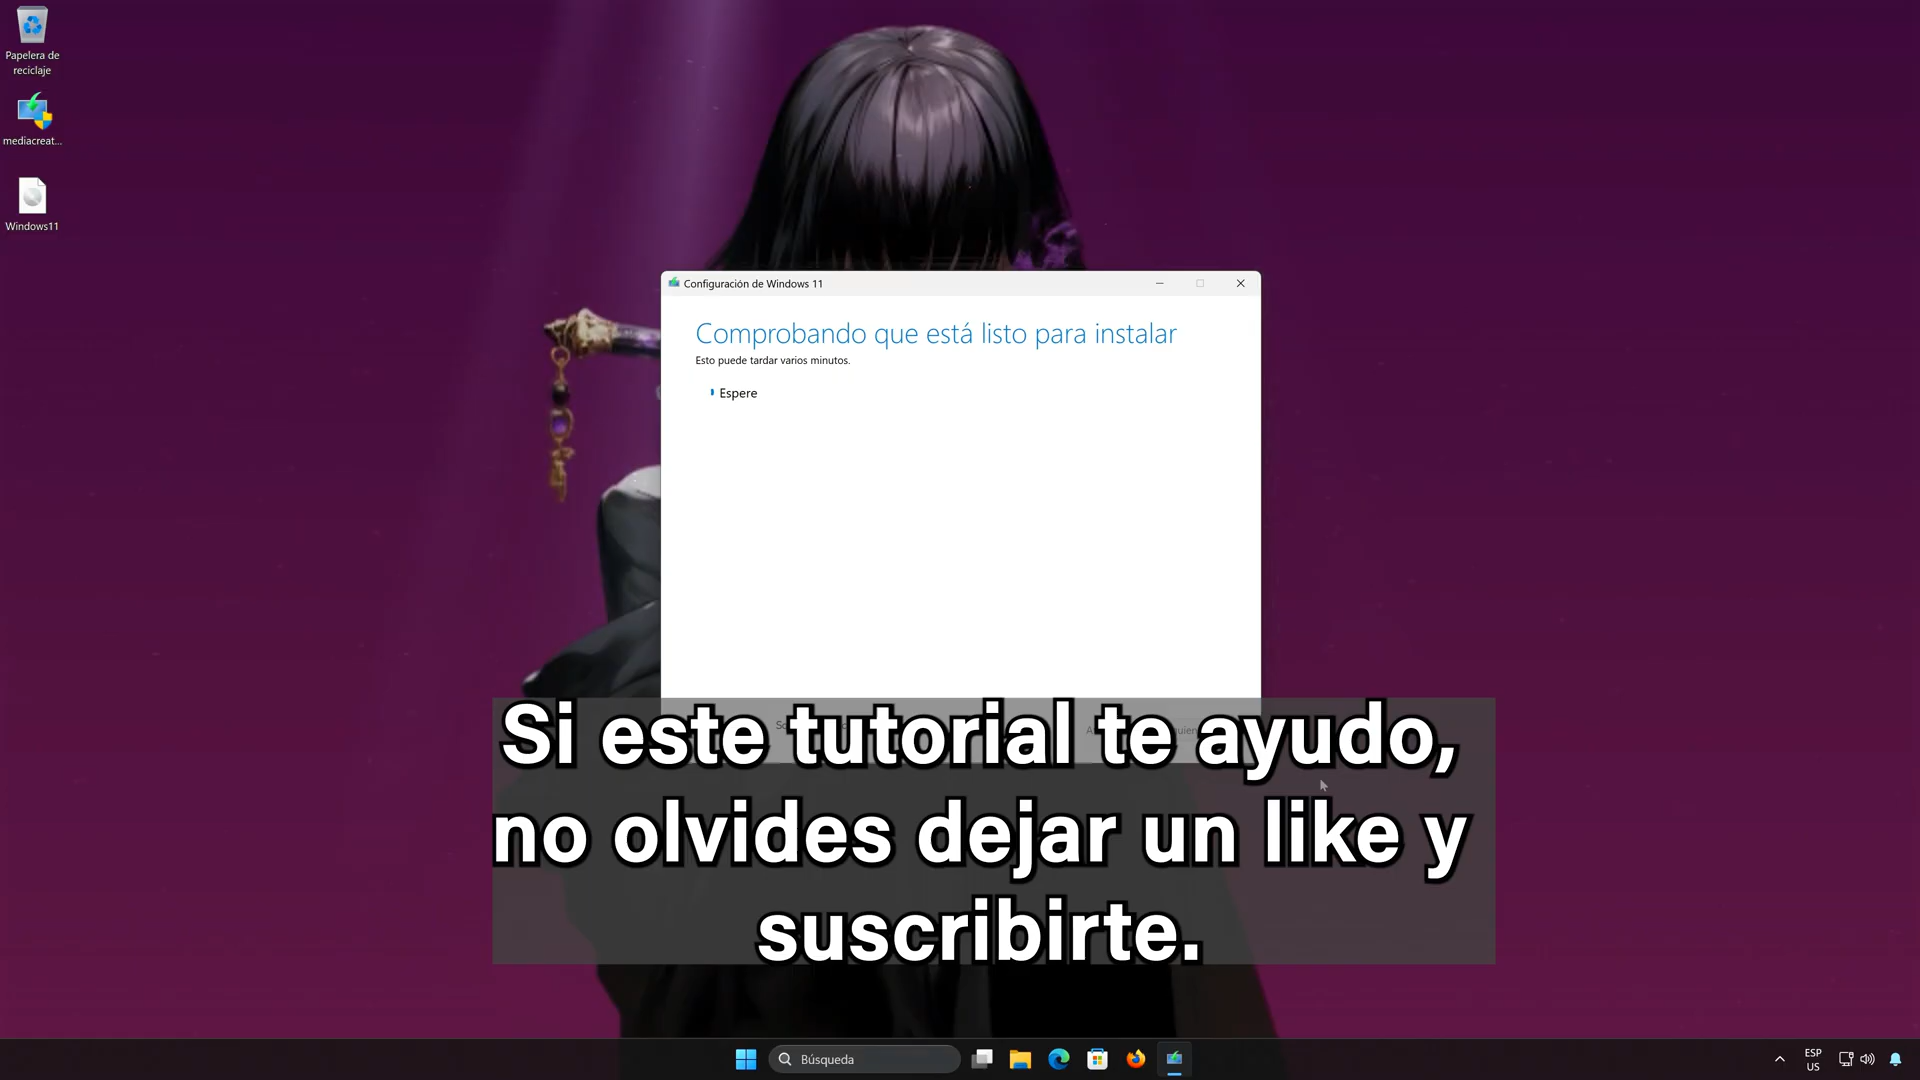 Papelera de
reciclaje
mediacreat...
Windows11
Configuración de Windows 11
Comprobando que está listo para instalar
Esto puede tardar varios minutos.
Espere
Si este tutorial te ayudo,
no olvides dejar un like y
suscribirte.
Búsqueda
ESP
US